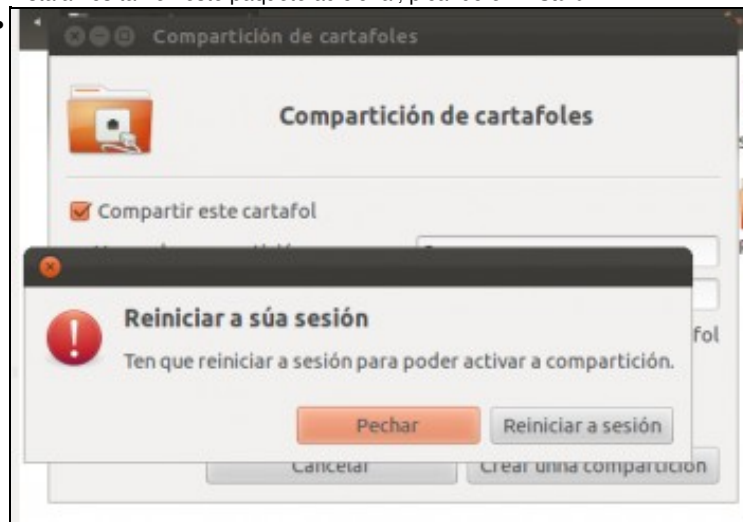 Compartición de cartafoles
Compartición de cartafoles
Compartir este cartafol
Reiniciar a súa sesión
Ten que reiniciar a sesión para poder activar a compartición.
Pechar
Reiniciar a sesión
Cancelar
Crear unha compartición